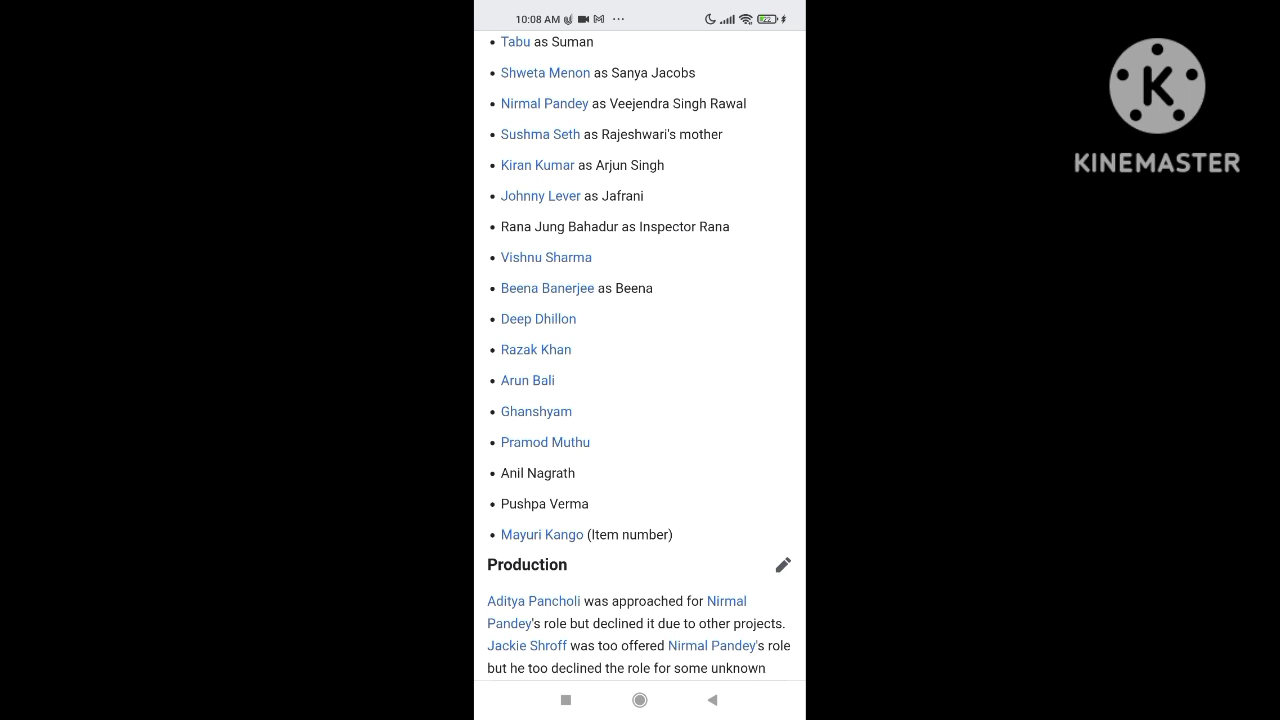 10:08 AM
Tabu as Suman
Shweta Menon as Sanya Jacobs
Nirmal Pandey as Veejendra Singh Rawal
Sushma Seth as Rajeshwari's mother
Kiran Kumar as Arjun Singh
Johnny Lever as Jafrani
Rana Jung Bahadur as Inspector Rana
Vishnu Sharma
Beena Banerjee as Beena
Deep Dhillon
Razak Khan
Arun Bali
Ghanshyam
Pramod Muthu
Anil Nagrath
Pushpa Verma
Mayuri Kango (Item number)
Production
Aditya Pancholi was approached for Nirmal
Pandey's role but declined it due to other projects.
Jackie Shroff was too offered Nirmal Pandey's role
but he too declined the role for some unknown
K
KINEMASTER